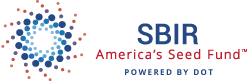 SBIR
America's Seed Fund™
POWERED BY DOT